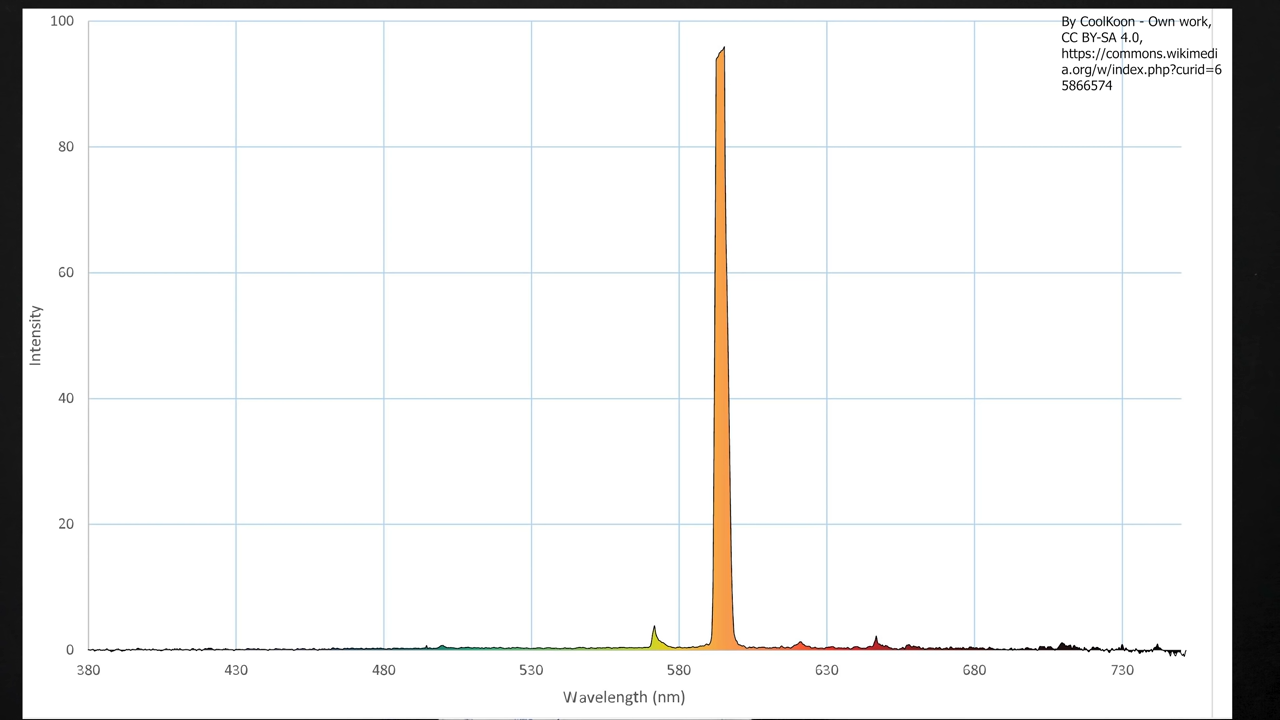 100
By CoolKoon - Own work,
CC BY-SA 4.0,
https://commons.wikimedi
a.org/w/index.php?curid=6
5866574
80
60
Intensity
40
20
0
380 430 480 530 580 630 680 730
Wavelength (nm)